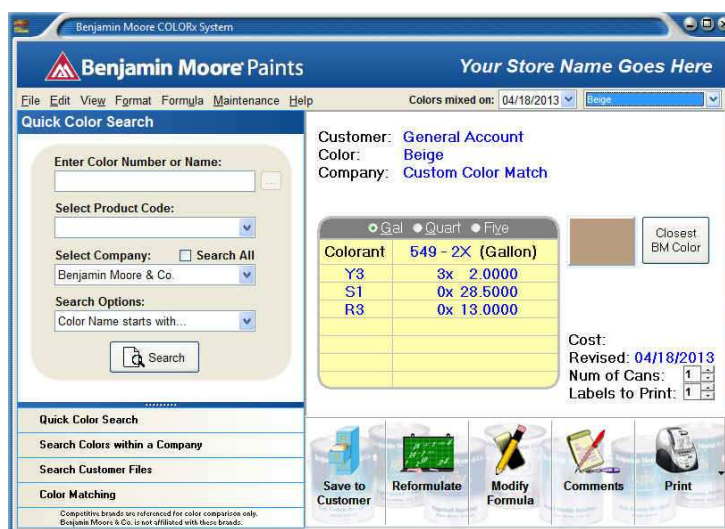 Benjamin Moore COLORx System
Benjamin Moore Paints
Your Store Name Goes Here
File Edit View Format Formula Maintenance Help
Colors mixed on: 04/18/2013 Beige
Quick Color Search
Enter Color Number or Name:
...
Select Product Code:
Select Company: Search All
Benjamin Moore & Co.
Search Options:
Color Name starts with...
Search
Quick Color Search
Search Colors within a Company
Search Customer Files
Color Matching
Competitive brands are referenced for color comparison only.
Benjamin Moore & Co. is not affiliated with these brands.
Customer: General Account
Color: Beige
Company: Custom Color Match
Gal Quart Five
Colorant 549 - 2X (Gallon)
Y3 3x 2.0000
S1 0x 28.5000
R3 0x 13.0000
Closest
BM Color
Cost:
Revised: 04/18/2013
Num of Cans: 1
Labels to Print: 1
Save to
Customer
Reformulate
Modify
Formula
Comments
Print